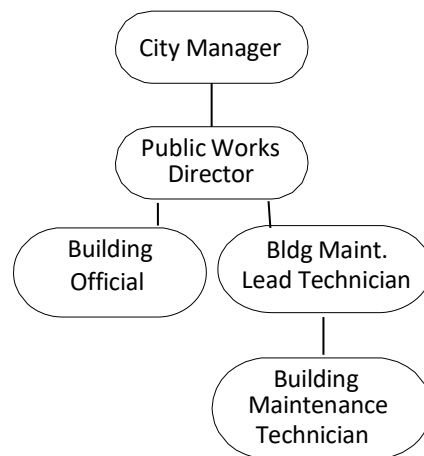 City Manager
Public Works
Director
Building
Official
Bldg Maint.
Lead Technician
Building
Maintenance
Technician